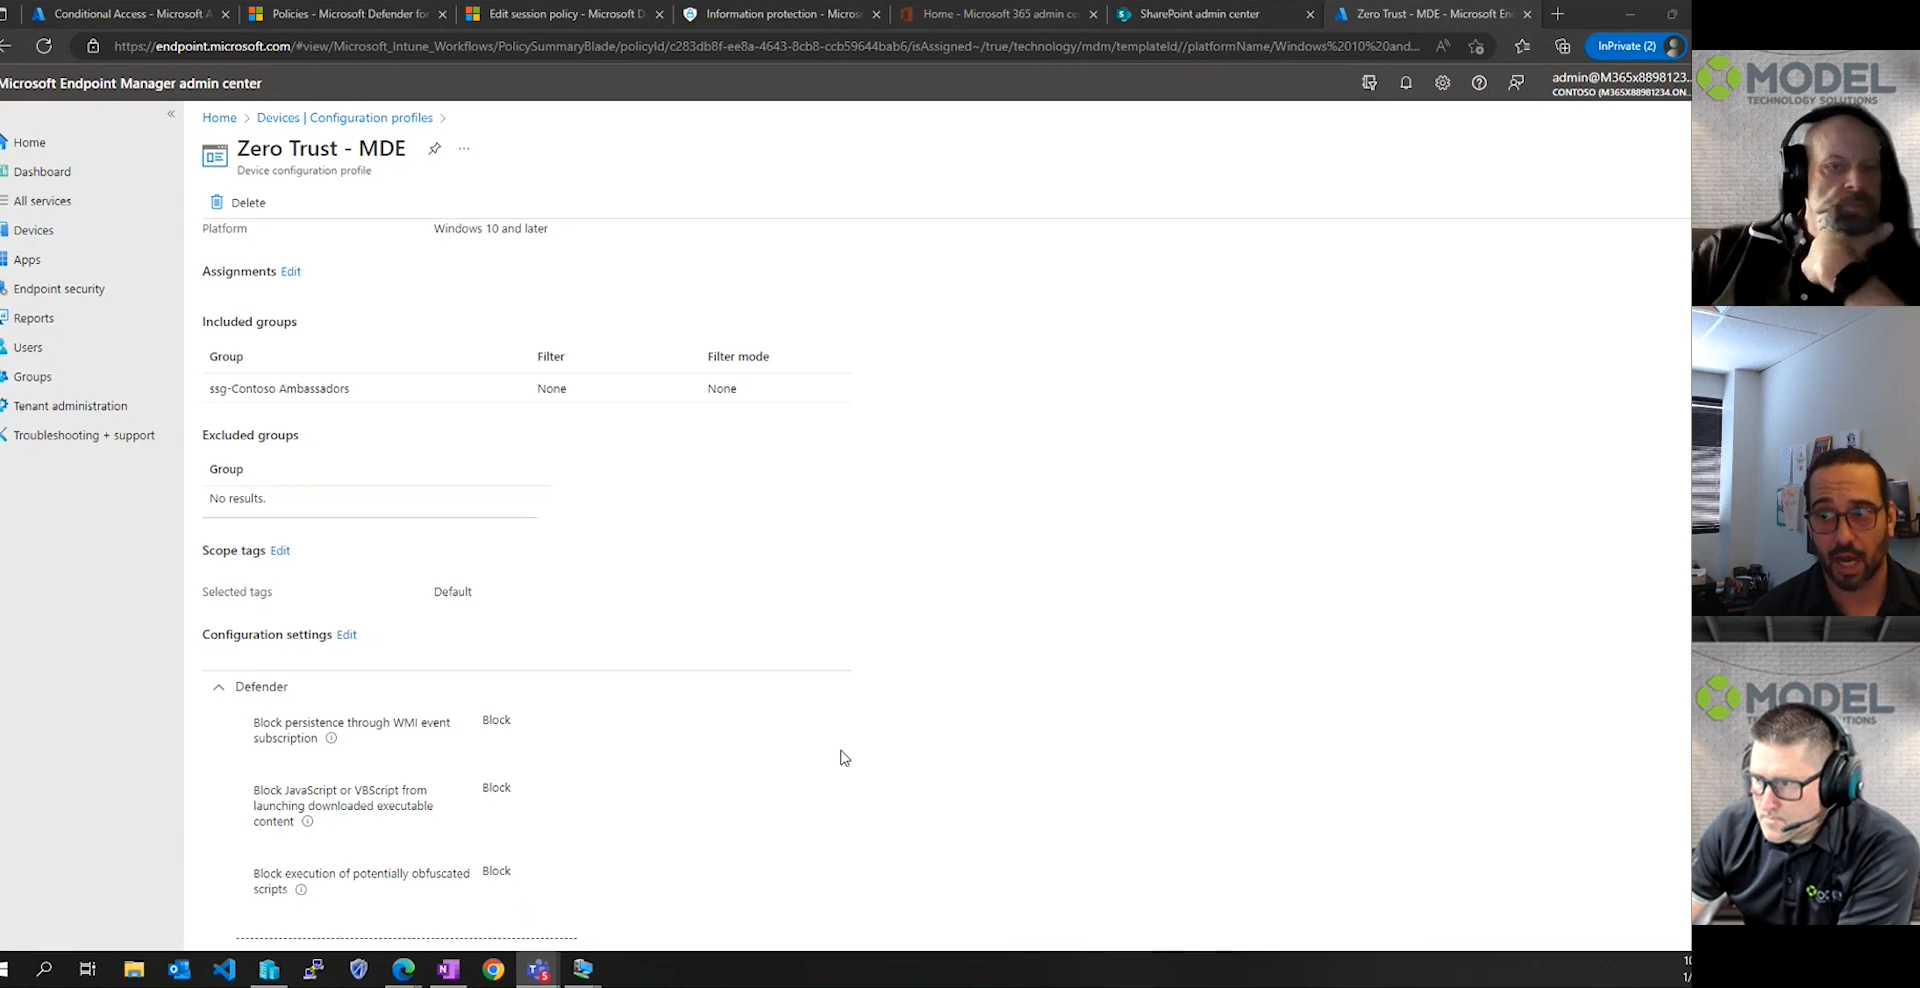 Conditional Access - Microsoft A
Policies - Microsoft Defender for
Edit session policy - Microsoft D
Information protection - Micros
Home - Microsoft 365 admin ce
SharePoint admin center
Zero Trust - MDE - Microsoft En
https://endpoint.microsoft.com/#view/Microsoft_Intune_Workflows/PolicySummaryBlade/policyId/c283db8f-ee8a-4643-8cb8-ccb59644bab6/isAssigned~/true/technology/mdm/templateId//platformName/Windows%2010%20and...
InPrivate (2)
Microsoft Endpoint Manager admin center
admin@M365x8898123...
CONTOSO (M365X88981234.ON...
Home
Dashboard
All services
Devices
Apps
Endpoint security
Reports
Users
Groups
Tenant administration
Troubleshooting + support
Home > Devices | Configuration profiles >
Zero Trust - MDE
Device configuration profile
Delete
Platform Windows 10 and later
Assignments Edit
Included groups
Group Filter Filter mode
ssg-Contoso Ambassadors None None
Excluded groups
Group
No results.
Scope tags Edit
Selected tags Default
Configuration settings Edit
Defender
Block persistence through WMI event Block
subscription
Block JavaScript or VBScript from Block
launching downloaded executable
content
Block execution of potentially obfuscated Block
scripts
MODEL
TECHNOLOGY SOLUTIONS
MODEL